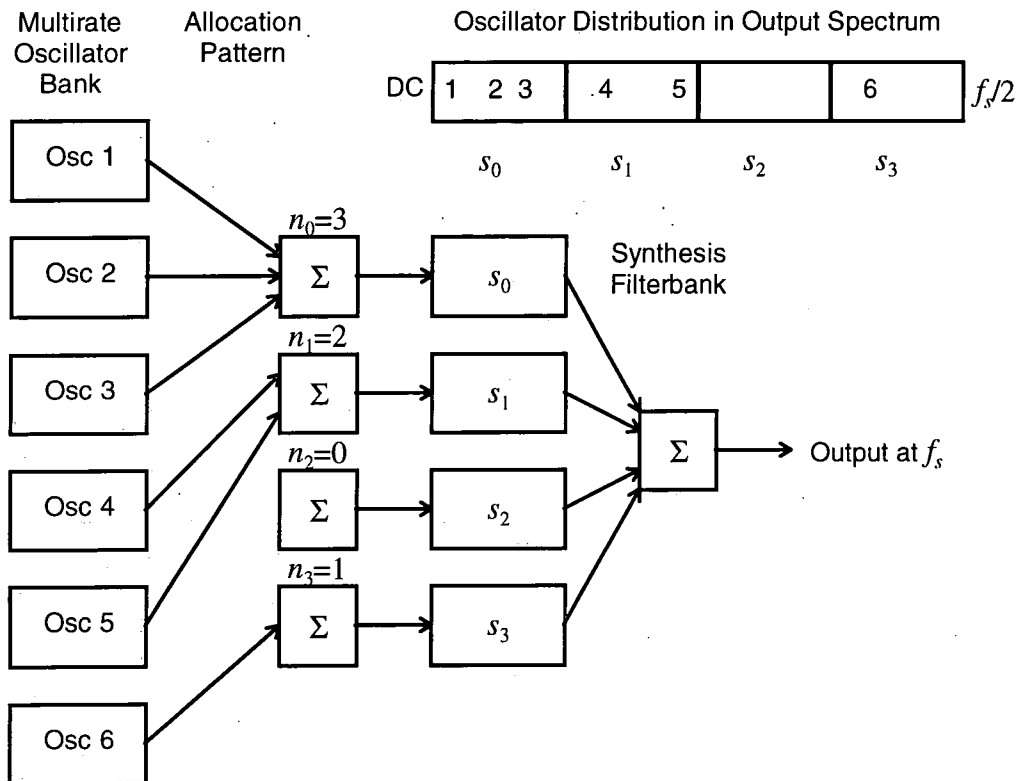 Multirate
Oscillator
Bank
Allocation
Pattern
Oscillator Distribution in Output Spectrum
DC 1 2 3 4 5 6 fₛ/2
s₀ s₁ s₂ s₃
Osc 1
Osc 2
Osc 3
Osc 4
Osc 5
Osc 6
n₀=3
Σ
n₁=2
Σ
n₂=0
Σ
n₃=1
Σ
s₀
s₁
s₂
s₃
Synthesis
Filterbank
Σ
Output at fₛ